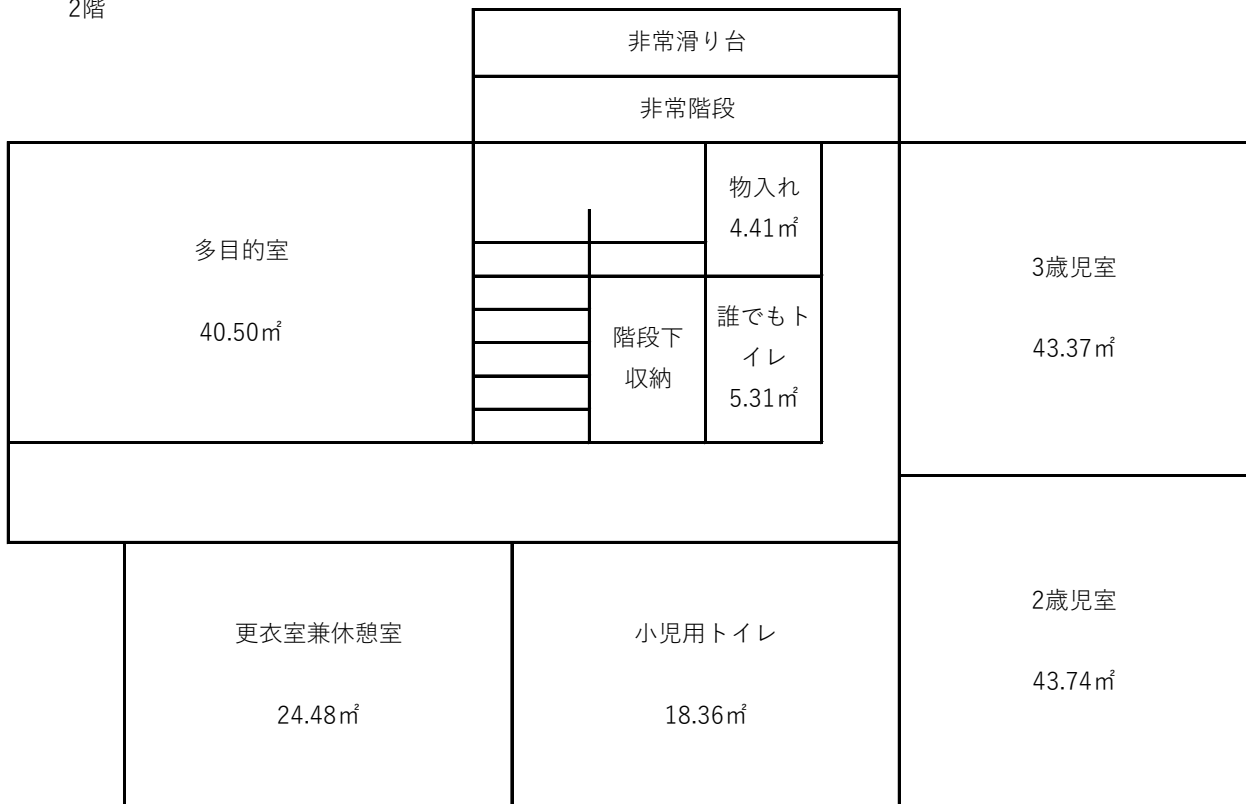 2階
非常滑り台
非常階段
物入れ
4.41㎡
多目的室
40.50㎡
3歳児室
43.37㎡
階段下
収納
誰でもト
イレ
5.31㎡
更衣室兼休憩室
24.48㎡
小児用トイレ
18.36㎡
2歳児室
43.74㎡